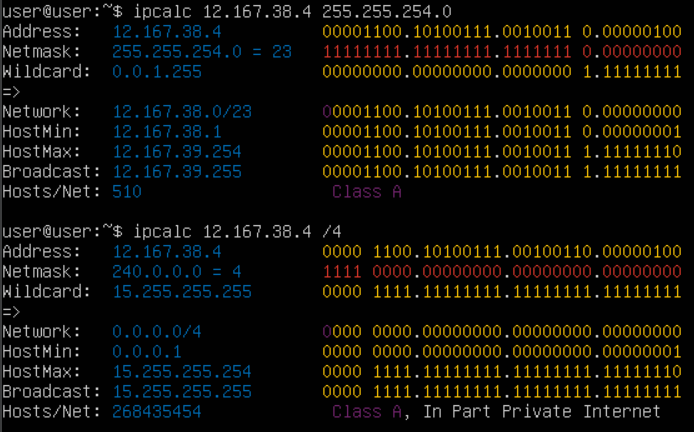 user@user:~$ ipcalc 12.167.38.4 255.255.254.0
Address:   12.167.38.4          00001100.10100111.0010011 0.00000100
Netmask:   255.255.254.0 = 23   11111111.11111111.1111111 0.00000000
Wildcard:  0.0.1.255            00000000.00000000.0000000 1.11111111
=>
Network:   12.167.38.0/23       00001100.10100111.0010011 0.00000000
HostMin:   12.167.38.1          00001100.10100111.0010011 0.00000001
HostMax:   12.167.39.254        00001100.10100111.0010011 1.11111110
Broadcast: 12.167.39.255        00001100.10100111.0010011 1.11111111
Hosts/Net: 510                   Class A
user@user:~$ ipcalc 12.167.38.4 /4
Address:   12.167.38.4          0000 1100.10100111.00100110.00000100
Netmask:   240.0.0.0 = 4        1111 0000.00000000.00000000.00000000
Wildcard:  15.255.255.255       0000 1111.11111111.11111111.11111111
=>
Network:   0.0.0.0/4            0000 0000.00000000.00000000.00000000
HostMin:   0.0.0.1              0000 0000.00000000.00000000.00000001
HostMax:   15.255.255.254       0000 1111.11111111.11111111.11111110
Broadcast: 15.255.255.255       0000 1111.11111111.11111111.11111111
Hosts/Net: 268435454             Class A, In Part Private Internet